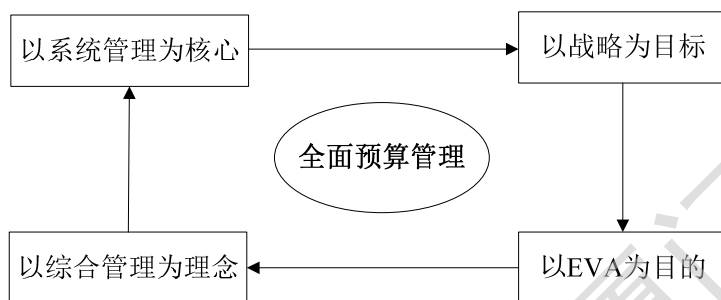 以系统管理为核心
以战略为目标
全面预算管理
以综合管理为理念
以EVA为目的